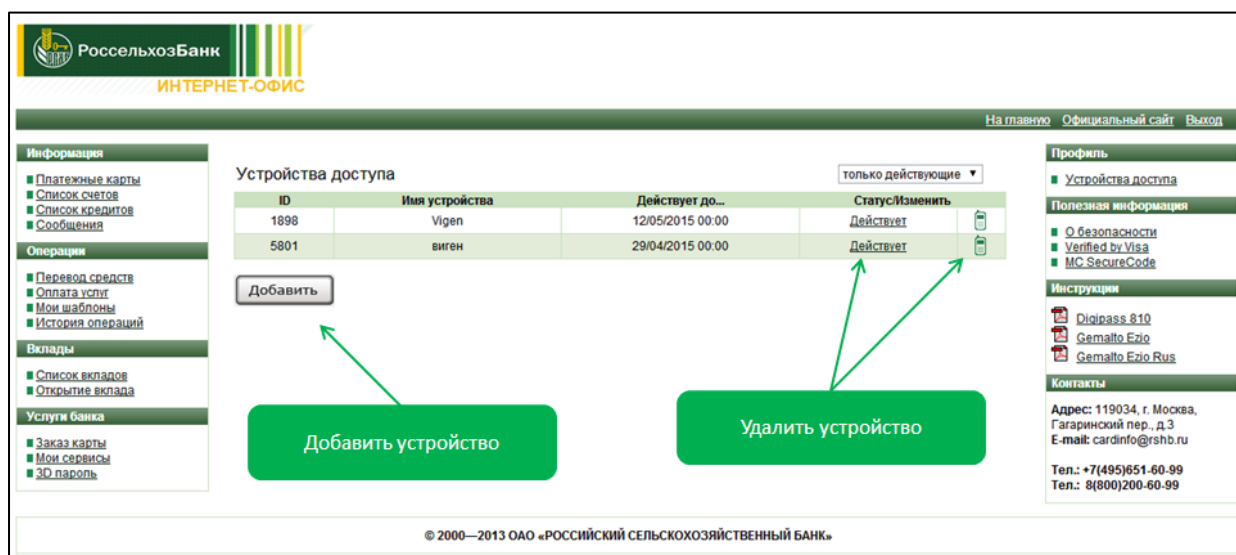 РоссельхозБанк
ИНТЕРНЕТ-ОФИС
На главную Официальный сайт Выход
Информация
Платежные карты
Список счетов
Список кредитов
Сообщения
Операции
Перевод средств
Оплата услуг
Мои шаблоны
История операций
Вклады
Список вкладов
Открытие вклада
Услуги банка
Заказ карты
Мои сервисы
3D пароль
Устройства доступа только действующие
ID Имя устройства Действует до... Статус/Изменить
1898 Vigen 12/05/2015 00:00 Действует
5801 виген 29/04/2015 00:00 Действует
Добавить
Добавить устройство
Удалить устройство
Профиль
Устройства доступа
Полезная информация
О безопасности
Verified by Visa
MC SecureCode
Инструкции
Digipass 810
Gemalto Ezio
Gemalto Ezio Rus
Контакты
Адрес: 119034, г. Москва,
Гагаринский пер., д.3
E-mail: cardinfo@rshb.ru
Тел.: +7(495)651-60-99
Тел.: 8(800)200-60-99
© 2000—2013 ОАО «РОССИЙСКИЙ СЕЛЬСКОХОЗЯЙСТВЕННЫЙ БАНК»